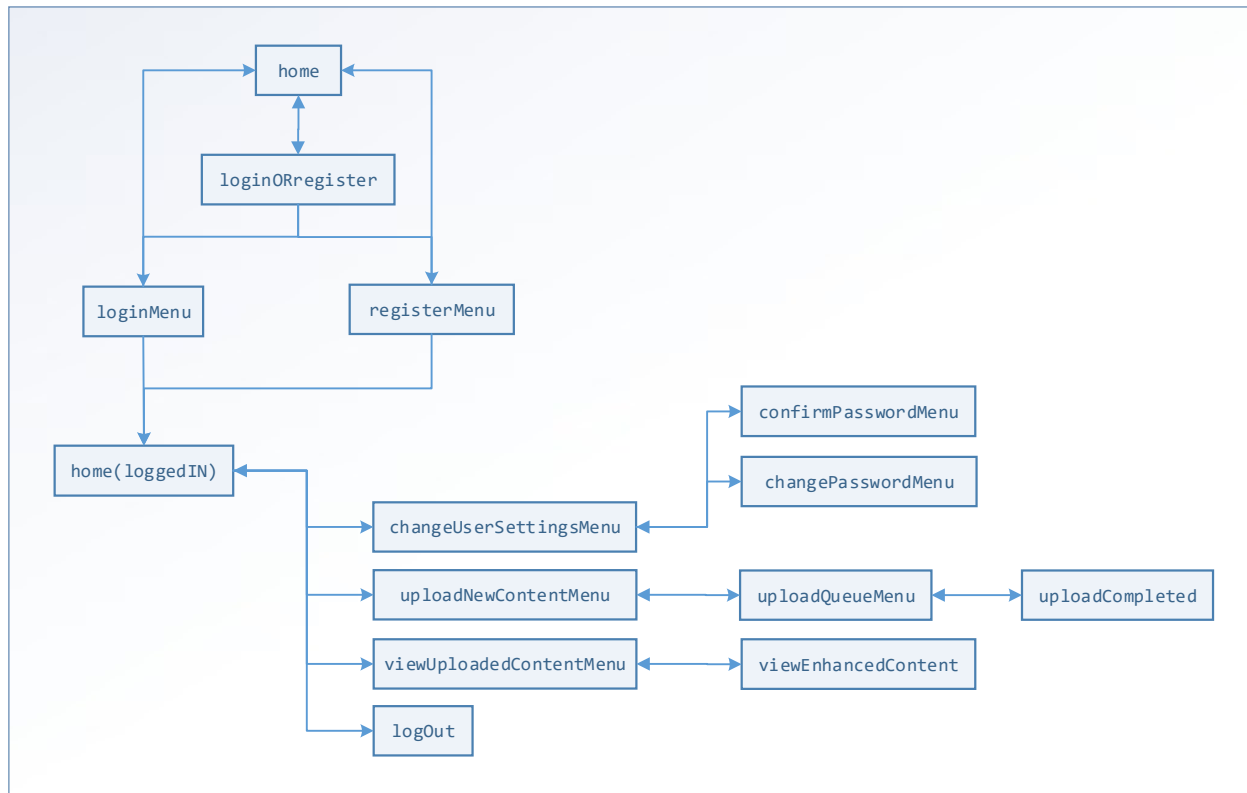 home
loginORregister
loginMenu
registerMenu
confirmPasswordMenu
home(loggedIN)
changePasswordMenu
changeUserSettingsMenu
uploadNewContentMenu
uploadQueueMenu
uploadCompleted
viewUploadedContentMenu
viewEnhancedContent
logOut